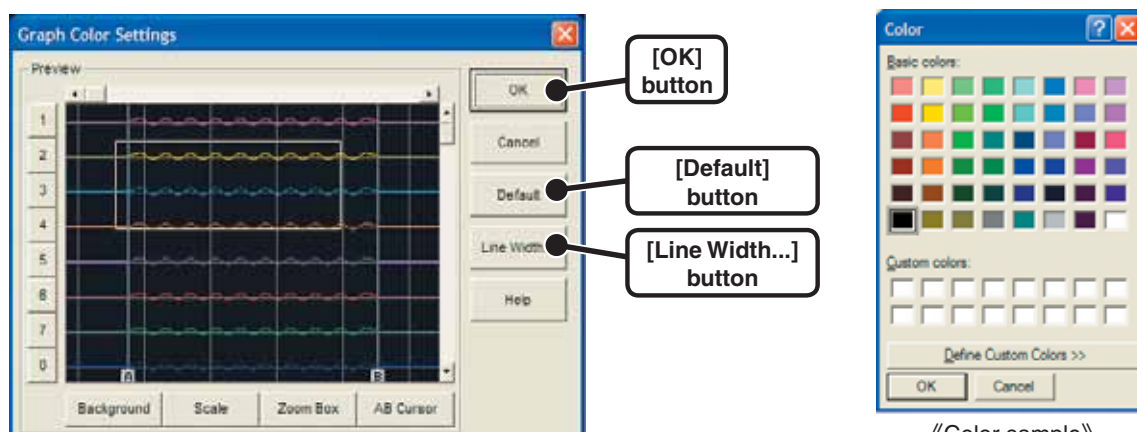 Graph Color Settings
Preview
1
2
3
4
5
6
7
8
A
B
Background
Scale
Zoom Box
AB Cursor
OK
Cancel
Default
Line Width
Help
[OK]
button
[Default]
button
[Line Width...]
button
Color
Basic colors:
Custom colors:
Define Custom Colors >>
OK
Cancel
《Color sample》